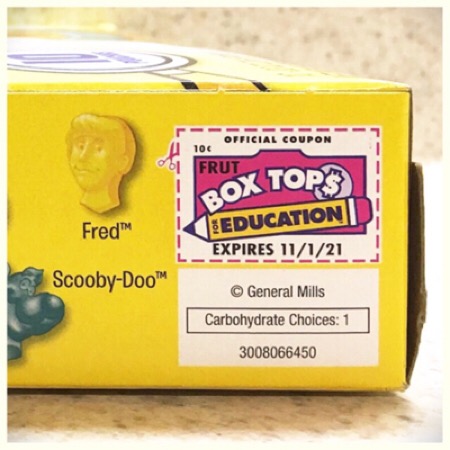 Fred™
Scooby-Doo™
OFFICIAL COUPON
10¢
FRUT
BOX TOP$
FOR EDUCATION
EXPIRES 11/1/21
© General Mills
Carbohydrate Choices: 1
3008066450